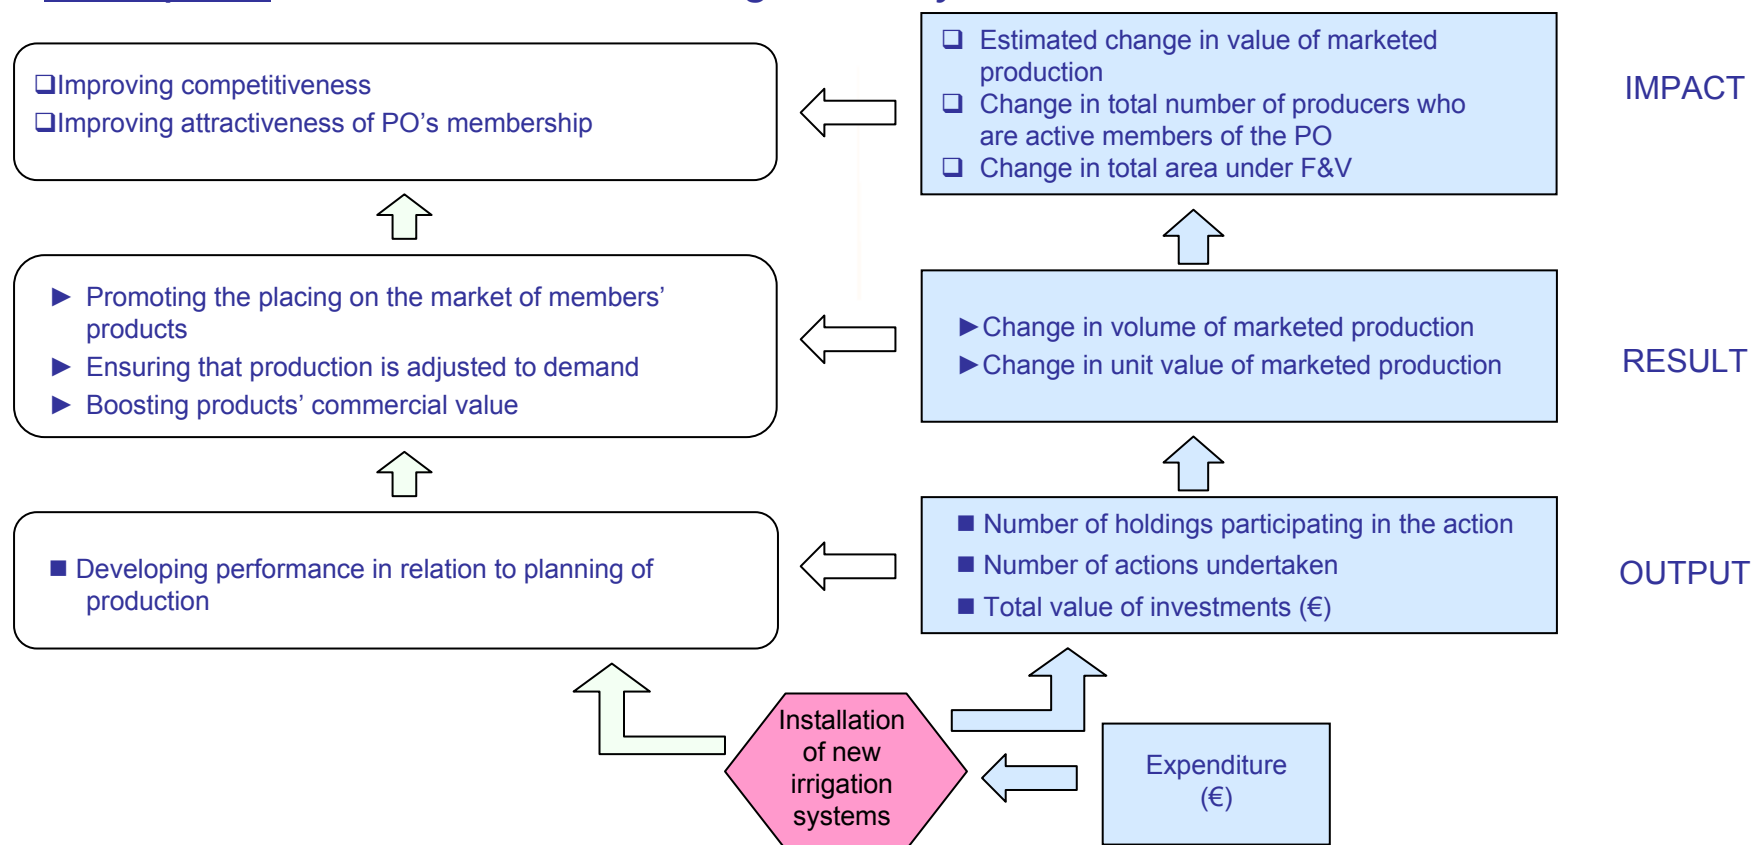 ❑Improving competitiveness
❑Improving attractiveness of PO’s membership
❑ Estimated change in value of marketed
production
❑ Change in total number of producers who
are active members of the PO
❑ Change in total area under F&V
IMPACT
► Promoting the placing on the market of members’
products
► Ensuring that production is adjusted to demand
► Boosting products’ commercial value
►Change in volume of marketed production
►Change in unit value of marketed production
RESULT
■ Developing performance in relation to planning of
production
■ Number of holdings participating in the action
■ Number of actions undertaken
■ Total value of investments (€)
OUTPUT
Installation
of new
irrigation
systems
Expenditure
(€)